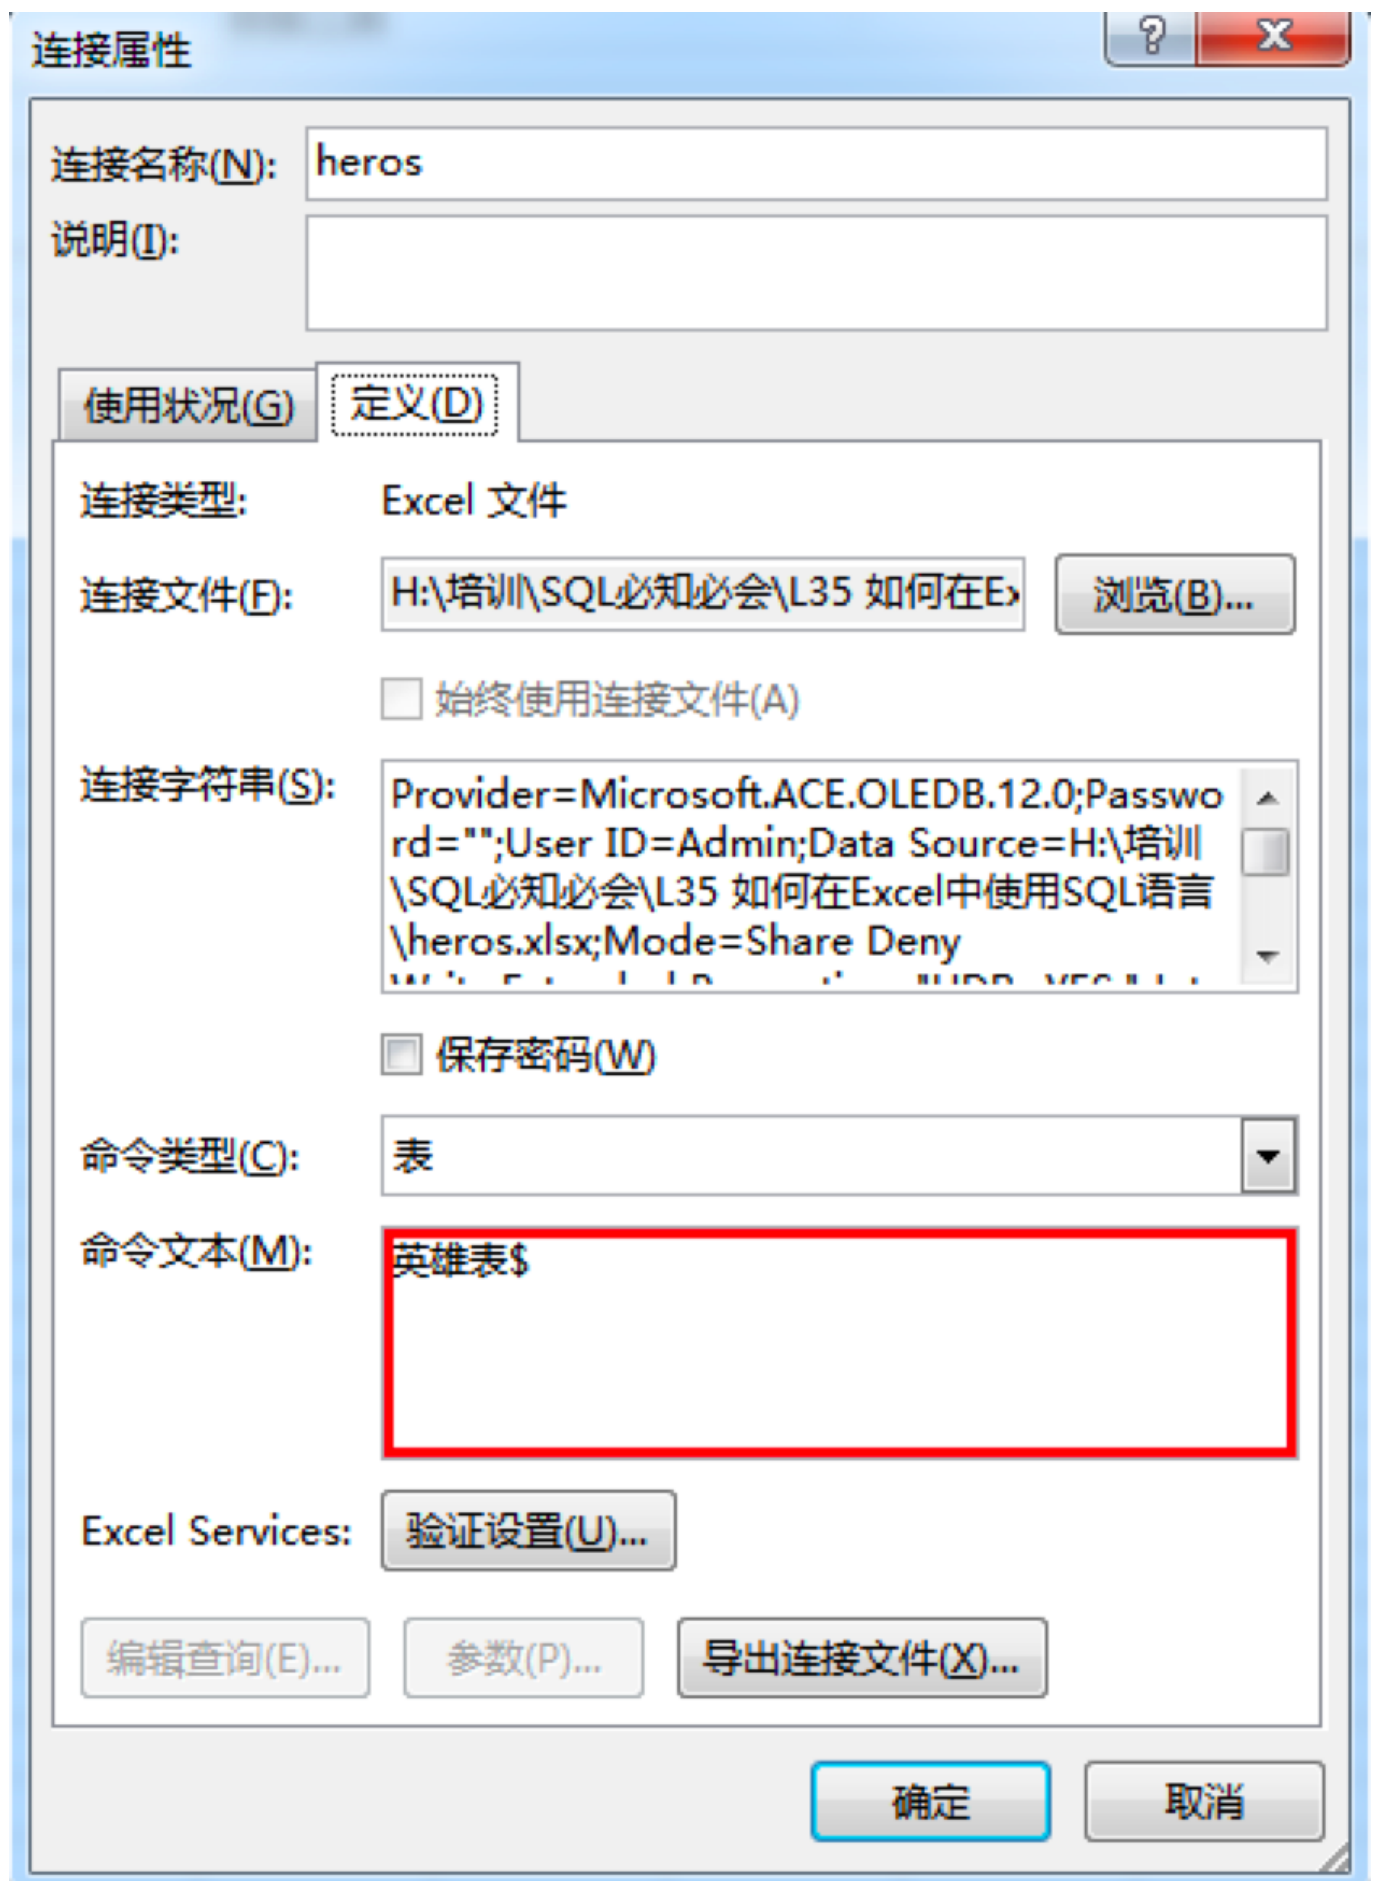 连接属性
连接名称(N): heros
说明(I):
使用状况(G) 定义(D)
连接类型: Excel 文件
连接文件(F): H:\培训\SQL必知必会\L35 如何在Ex 浏览(B)...
始终使用连接文件(A)
连接字符串(S): Provider=Microsoft.ACE.OLEDB.12.0;Passwo
rd="";User ID=Admin;Data Source=H:\培训
\SQL必知必会\L35 如何在Excel中使用SQL语言
\heros.xlsx;Mode=Share Deny
保存密码(W)
命令类型(C): 表
命令文本(M): 英雄表$
Excel Services: 验证设置(U)...
编辑查询(E)... 参数(P)... 导出连接文件(X)...
确定 取消